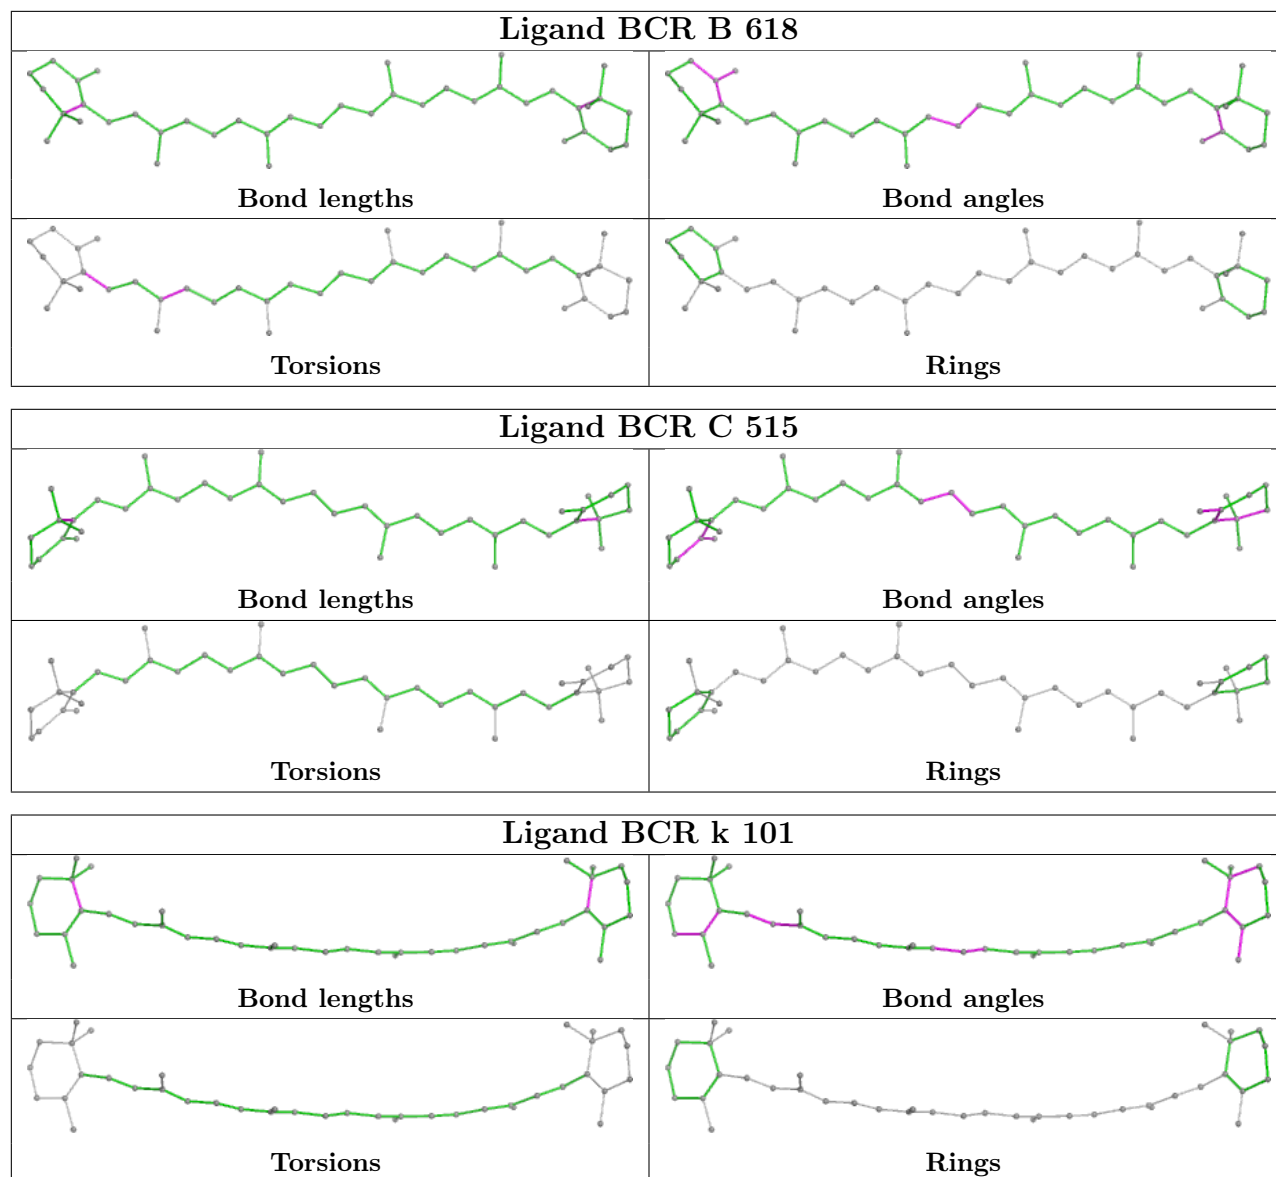 Ligand BCR B 618
Bond lengths
Bond angles
Torsions
Rings
Ligand BCR C 515
Bond lengths
Bond angles
Torsions
Rings
Ligand BCR k 101
Bond lengths
Bond angles
Torsions
Rings